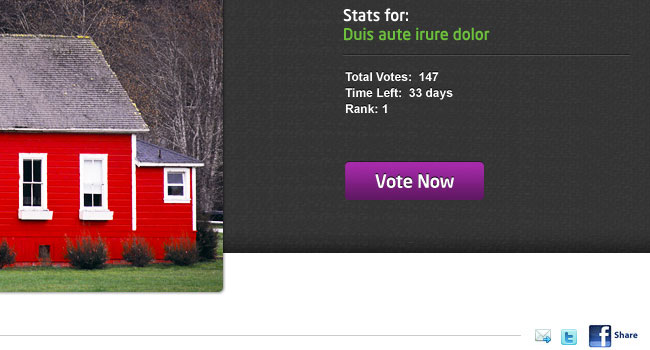 Stats for:
Duis aute irure dolor
Total Votes: 147
Time Left: 33 days
Rank: 1
Vote Now
Share